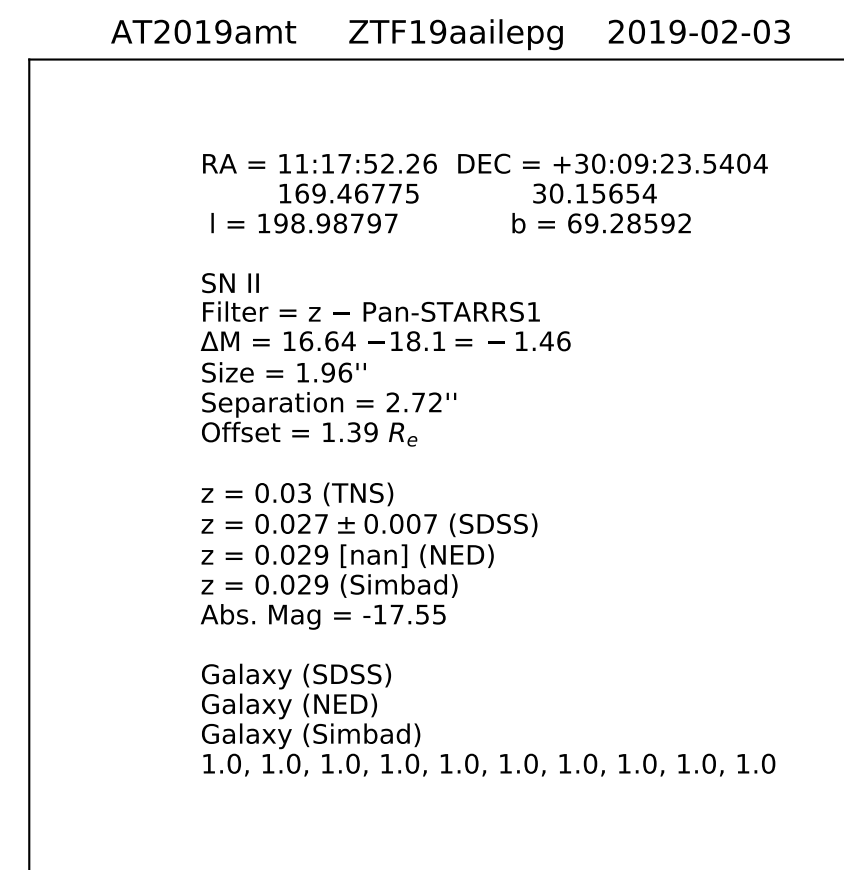 AT2019amt ZTF19aailepg 2019-02-03
RA = 11:17:52.26 DEC = +30:09:23.5404
169.46775 30.15654
l = 198.98797 b = 69.28592
SN II
Filter = z − Pan-STARRS1
ΔM = 16.64 −18.1 = − 1.46
Size = 1.96''
Separation = 2.72''
Offset = 1.39 Re
z = 0.03 (TNS)
z = 0.027 ± 0.007 (SDSS)
z = 0.029 [nan] (NED)
z = 0.029 (Simbad)
Abs. Mag = -17.55
Galaxy (SDSS)
Galaxy (NED)
Galaxy (Simbad)
1.0, 1.0, 1.0, 1.0, 1.0, 1.0, 1.0, 1.0, 1.0, 1.0